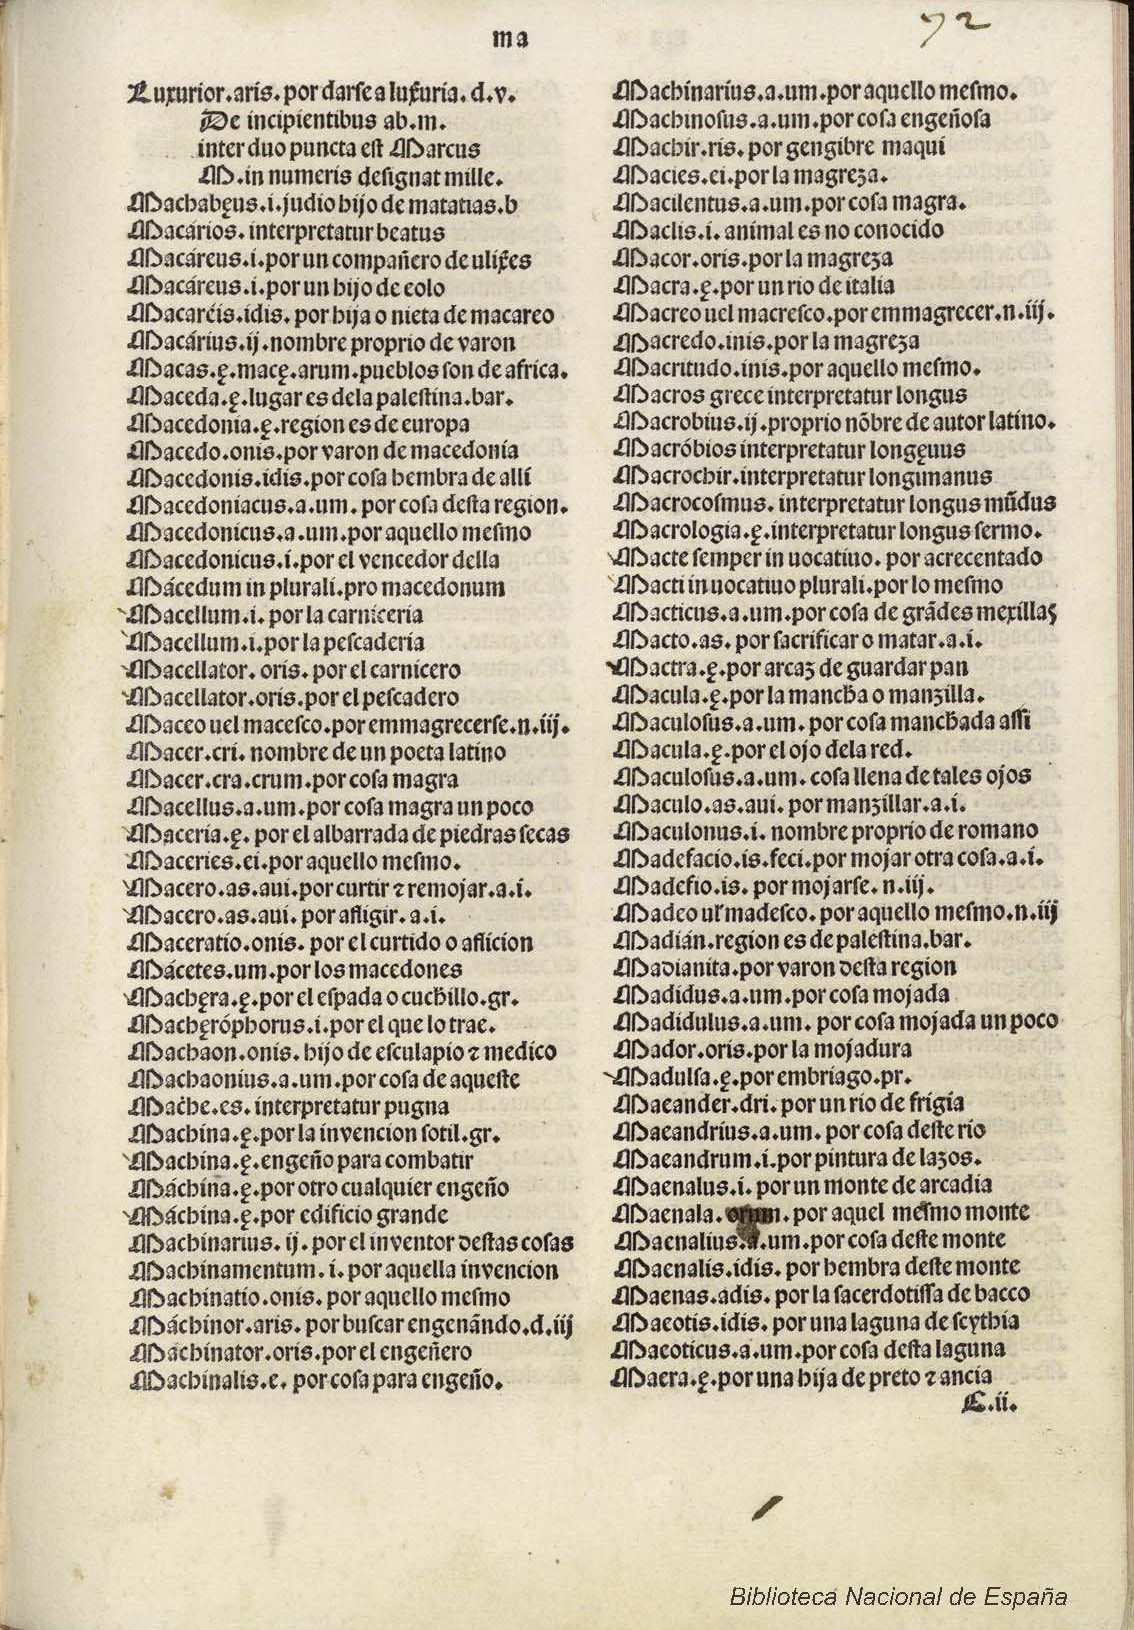 72
ma
Luxurior.aris.por darse a luxuria.d.v.
De incipientibus ab.m.
.inter duo puncta est Marcus
M.in numeris designat mille.
Machabęus.i.judio hijo de matatias.b
Macários.interpretatur beatus
Macáreus.i.por un compañero de ulixes
Macáreus.i.por un hijo de eolo
Macaréis.idis.por hija o nieta de macareo
Macárius.ij.nombre proprio de varon
Macas.ę.macę.arum.pueblos son de africa.
Maceda.ę.lugar es dela palestina.bar.
Macedonia.ę.region es de europa
Macedo.onis.por varon de macedonia
Macedonis.idis.por cosa hembra de alli
Macedoniacus.a.um.por cosa desta region.
Macedonicus.a.um.por aquello mesmo
Macedonicus.i.por el vencedor della
Mácedum in plurali.pro macedonum
Macellum.i.por la carniceria
Macellum.i.por la pescaderia
Macellator.oris.por el carnicero
Macellator.oris.por el pescadero
Maceo uel macesco.por emmagrecerse.n.iij.
Macer.cri.nombre de un poeta latino
Macer.cra.crum.por cosa magra
Macellus.a.um.por cosa magra un poco
Maceria.ę.por el albarrada de piedras secas
Maceries.ei.por aquello mesmo.
Macero.as.aui.por curtir ⁊ remojar.a.i.
Macero.as.aui.por afligir.a.i.
Maceratio.onis.por el curtido o aflicion
Mácetes.um.por los macedones
Machęra.ę.por el espada o cuchillo.gr.
Machęróphorus.i.por el que lo trae.
Machaon.onis.hijo de esculapio ⁊ medico
Machaonius.a.um.por cosa de aqueste
Mache.es.interpretatur pugna
Machina.ę.por la invencion sotil.gr.
Machina.ę.engeño para combatir
Máchina.ę.por otro cualquier engeño
Máchina.ę.por edificio grande
Machinarius.ij.por el inventor destas cosas
Machinamentum.i.por aquella invencion
Machinatio.onis.por aquello mesmo
Máchinor.aris.por buscar engenãndo.d.iij
Machinator.oris.por el engeñero
Machinalis.e.por cosa para engeño.
Machinarius.a.um.por aquello mesmo.
Machinosus.a.um.por cosa engeñosa
Machir.ris.por gengibre maqui
Macies.ei.por la magreza.
Macilentus.a.um.por cosa magra.
Maclis.i.animal es no conocido
Macor.oris.por la magreza
Macra.ę.por un rio de italia
Macreo uel macresco.por emmagrecer.n.iij.
Macredo.inis.por la magreza
Macritudo.inis.por aquello mesmo.
Macros grece interpretatur longus
Macrobius.ij.proprio nõbre de autor latino.
Macróbios interpretatur longęuus
Macrochir.interpretatur longimanus
Macrocosmus.interpretatur longus mũdus
Macrologia.ę.interpretatur longus sermo.
Macte semper in uocatiuo.por acrecentado
Macti in uocatiuo plurali.por lo mesmo
Macticus.a.um.por cosa de grãdes mexillas
Macto.as.por sacrificar o matar.a.i.
Mactra.ę.por arcaz de guardar pan
Macula.ę.por la mancha o manzilla.
Maculosus.a.um.por cosa manchada assi
Macula.ę.por el ojo dela red.
Maculosus.a.um.cosa llena de tales ojos
Maculo.as.aui.por manzillar.a.i.
Maculonus.i.nombre proprio de romano
Madefacio.is.feci.por mojar otra cosa.a.i.
Madefio.is.por mojarse.n.iij.
Madeo uł madesco.por aquello mesmo.n.iij
Madián.region es de palestina.bar.
Madianita.por varon desta region
Madidus.a.um.por cosa mojada
Madidulus.a.um.por cosa mojada un poco
Mador.oris.por la mojadura
Madulsa.ę.por embriago.pr.
Maeander.dri.por un rio de frigia
Maeandrius.a.um.por cosa deste rio
Maeandrum.i.por pintura de lazos.
Maenalus.i.por un monte de arcadia
Maenala.orum.por aquel mesmo monte
Maenalius.a.um.por cosa deste monte
Maenalis.idis.por hembra deste monte
Maenas.adis.por la sacerdotissa de bacco
Maeotis.idis.por una laguna de scythia
Maeoticus.a.um.por cosa desta laguna
Maera.ę.por una hija de preto ⁊ ancia
L.ii.
Biblioteca Nacional de España